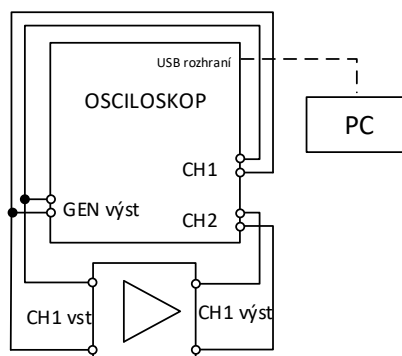 USB rozhraní
OSCILOSKOP
PC
CH1
GEN výst
CH2
CH1 vst
CH1 výst